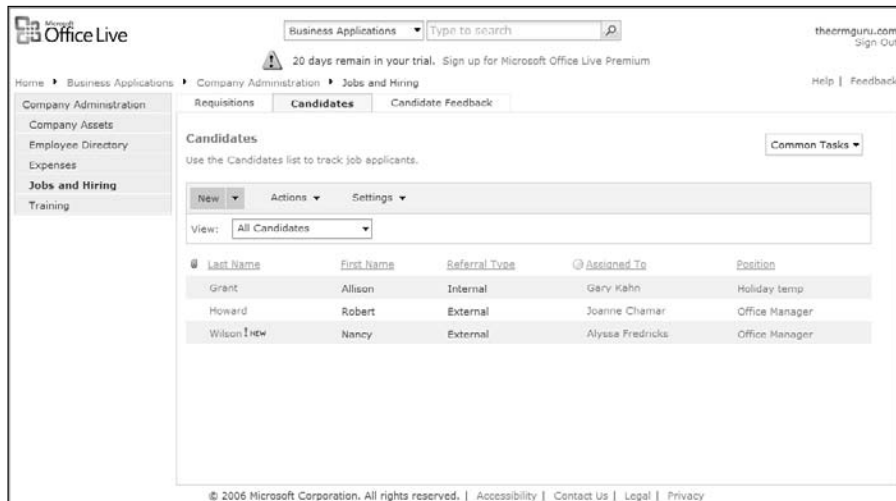 Microsoft
Office Live
Business Applications Type to search
thecrmguru.com
Sign Out
20 days remain in your trial. Sign up for Microsoft Office Live Premium
Home Business Applications Company Administration Jobs and Hiring
Help | Feedback
Company Administration
Company Assets
Employee Directory
Expenses
Jobs and Hiring
Training
Requisitions Candidates Candidate Feedback
Candidates
Use the Candidates list to track job applicants.
Common Tasks
New Actions Settings
View: All Candidates
Last Name First Name Referral Type Assigned To Position
Grant Allison Internal Gary Kahn Holiday temp
Howard Robert External Joanne Chamar Office Manager
Wilson ! NEW Nancy External Alyssa Fredricks Office Manager
© 2006 Microsoft Corporation. All rights reserved. | Accessibility | Contact Us | Legal | Privacy